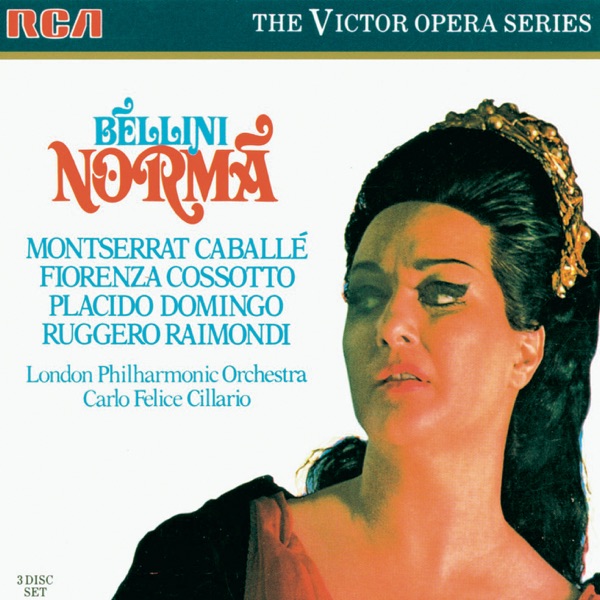 RCA
THE VICTOR OPERA SERIES
BELLINI
NORMA
MONTSERRAT CABALLÉ
FIORENZA COSSOTTO
PLACIDO DOMINGO
RUGGERO RAIMONDI
London Philharmonic Orchestra
Carlo Felice Cillario
3 DISC
SET